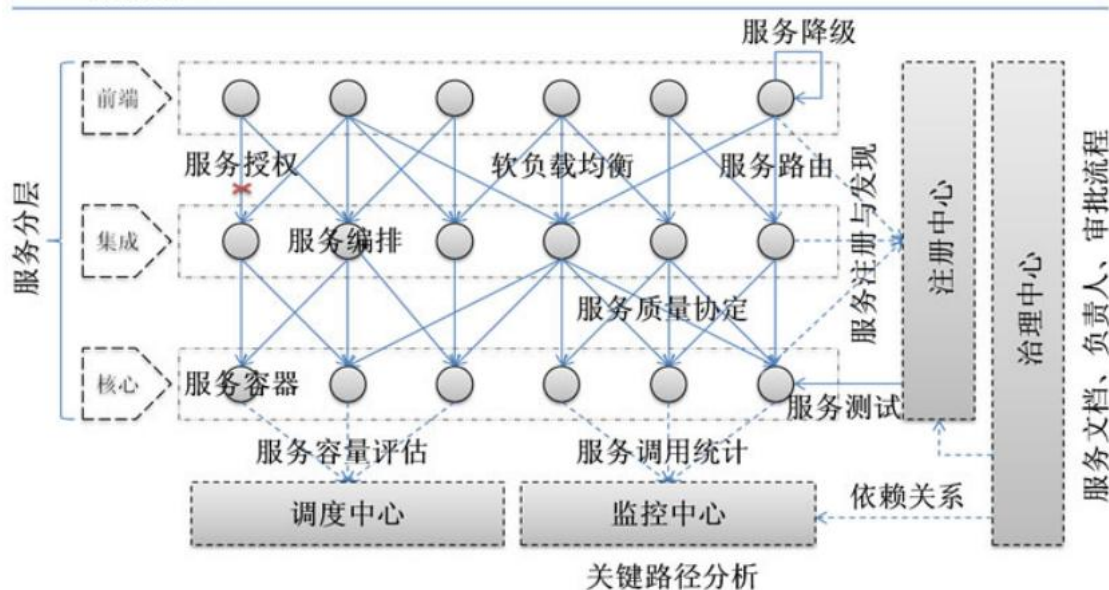 服务降级
前端
服务授权
软负载均衡
服务路由
服务分层
集成
服务编排
服务注册与发现
注册中心
治理中心
服务文档、负责人、审批流程
服务质量协定
核心
服务容器
服务测试
服务容量评估
服务调用统计
调度中心
监控中心
依赖关系
关键路径分析